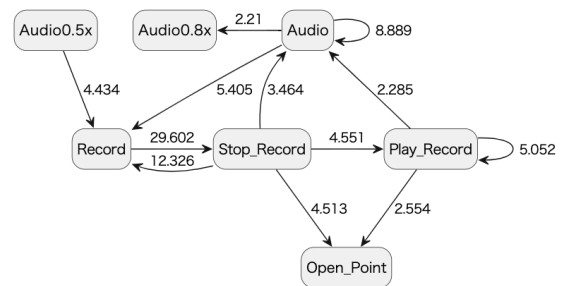 Audio0.5x
Audio0.8x
2.21
Audio
8.889
4.434
5.405
3.464
2.285
Record
29.602
12.326
Stop_Record
4.551
Play_Record
5.052
4.513
2.554
Open_Point